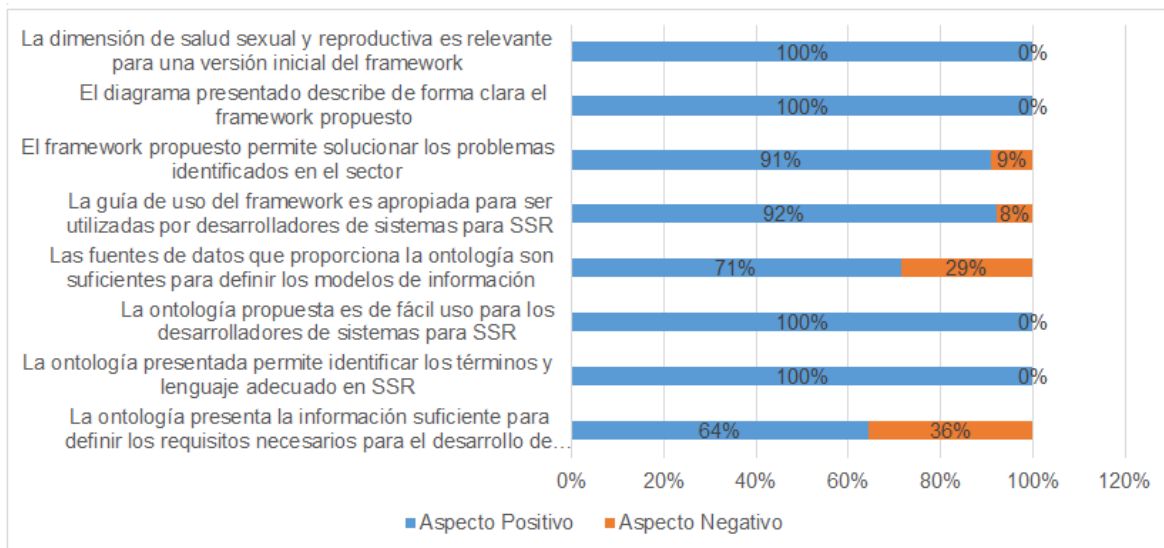 La dimensión de salud sexual y reproductiva es relevante
para una versión inicial del framework
100%
0%
El diagrama presentado describe de forma clara el
framework propuesto
100%
0%
El framework propuesto permite solucionar los problemas
identificados en el sector
91%
9%
La guía de uso del framework es apropiada para ser
utilizadas por desarrolladores de sistemas para SSR
92%
8%
Las fuentes de datos que proporciona la ontología son
suficientes para definir los modelos de información
71%
29%
La ontología propuesta es de fácil uso para los
desarrolladores de sistemas para SSR
100%
0%
La ontología presentada permite identificar los términos y
lenguaje adecuado en SSR
100%
0%
La ontología presenta la información suficiente para
definir los requisitos necesarios para el desarrollo de…
64%
36%
0% 20% 40% 60% 80% 100% 120%
Aspecto Positivo Aspecto Negativo